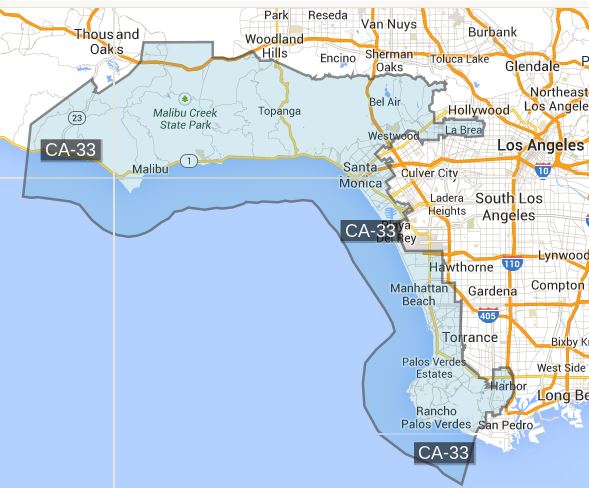 Park
Reseda
Van Nuys
Burbank
Thousand
Oaks
Woodland
Hills
Encino
Sherman
Oaks
Toluca Lake
Glendale
Northeast
Los Angeles
Bel Air
Hollywood
Malibu Creek
State Park
Topanga
23
La Brea
Westwood
Los Angeles
CA-33
1
Malibu
Santa
Monica
Culver City
10
Ladera
Heights
South Los
Angeles
CA-33
Playa
Del Rey
Lynwood
Hawthorne
110
Manhattan
Beach
Gardena
Compton
405
Torrance
Bixby
Palos Verdes
Estates
West Side
Harbor
Long Be
Rancho
Palos Verdes
San Pedro
CA-33